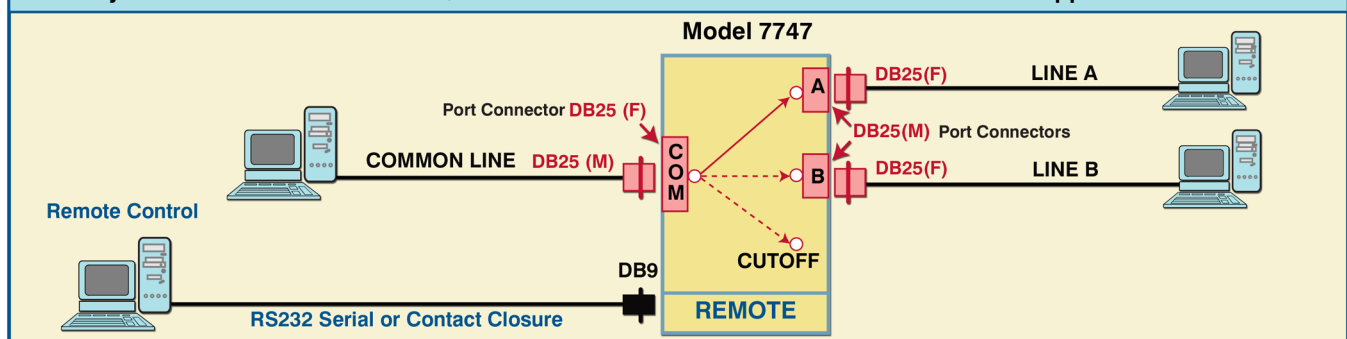 Model 7747
A
DB25(F)
LINE A
Port Connector DB25 (F)
DB25(M) Port Connectors
COM
COMMON LINE
DB25 (M)
B
DB25(F)
LINE B
Remote Control
CUTOFF
DB9
REMOTE
RS232 Serial or Contact Closure